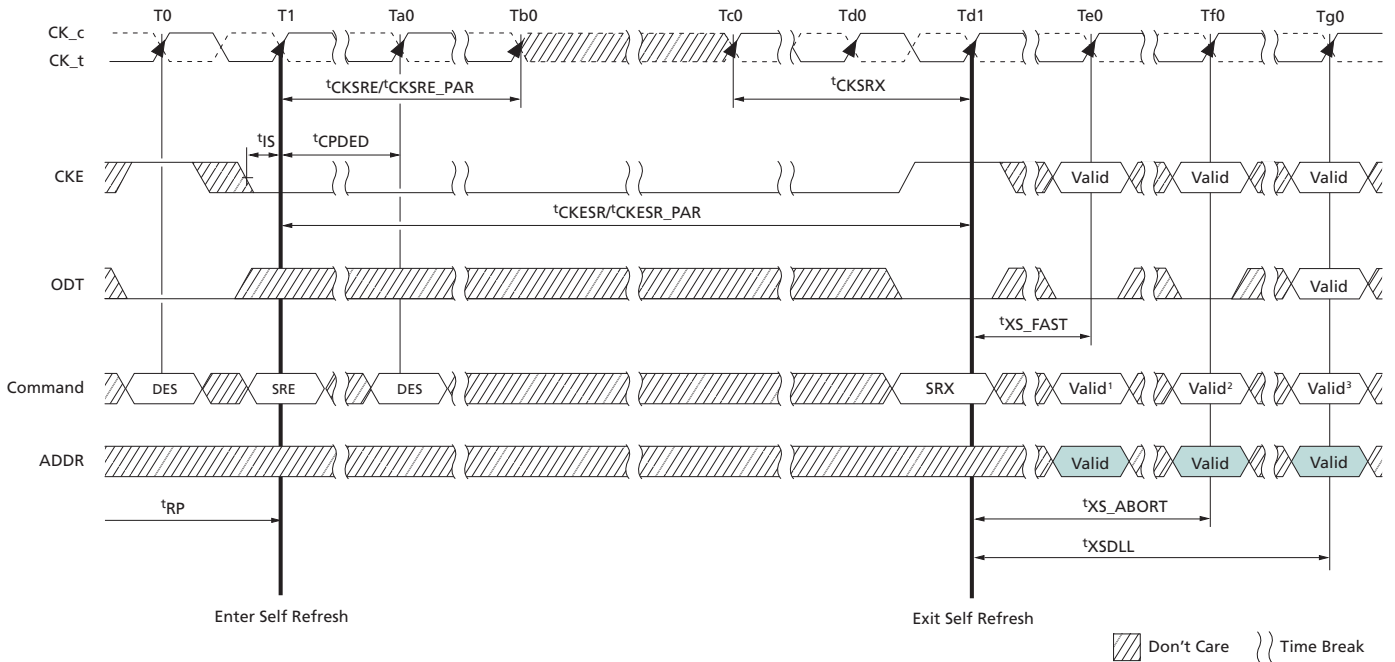 T0 T1 Ta0 Tb0 Tc0 Td0 Td1 Te0 Tf0 Tg0
CK_c
CK_t
tCKSRE/tCKSRE_PAR tCKSRX
tIS tCPDED
CKE Valid Valid Valid
tCKESR/tCKESR_PAR
ODT Valid
tXS_FAST
Command DES SRE DES SRX Valid1 Valid2 Valid3
ADDR Valid Valid Valid
tRP tXS_ABORT
tXSDLL
Enter Self Refresh Exit Self Refresh
Don't Care Time Break